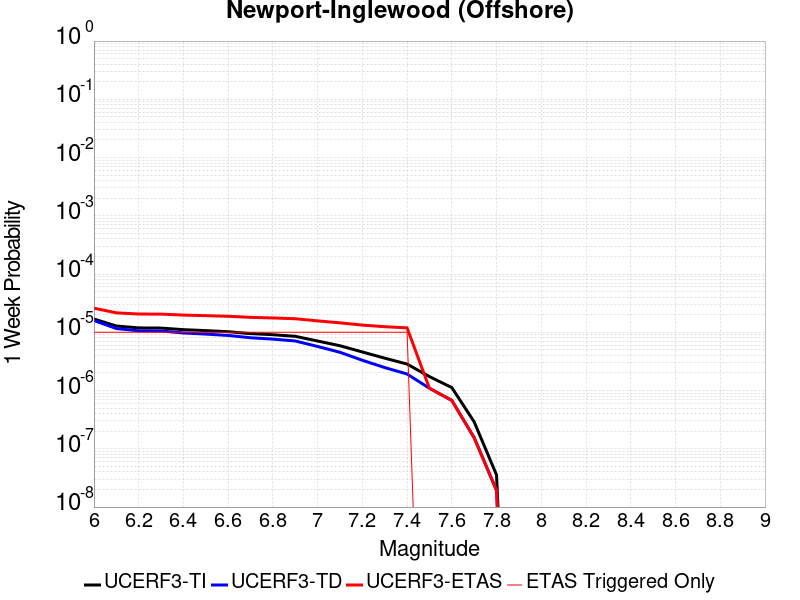 Newport-Inglewood (Offshore)
10^0
10^-1
10^-2
10^-3
10^-4
10^-5
10^-6
10^-7
10^-8
1 Week Probability
6 6.2 6.4 6.6 6.8 7 7.2 7.4 7.6 7.8 8 8.2 8.4 8.6 8.8 9
Magnitude
UCERF3-TI UCERF3-TD UCERF3-ETAS ETAS Triggered Only